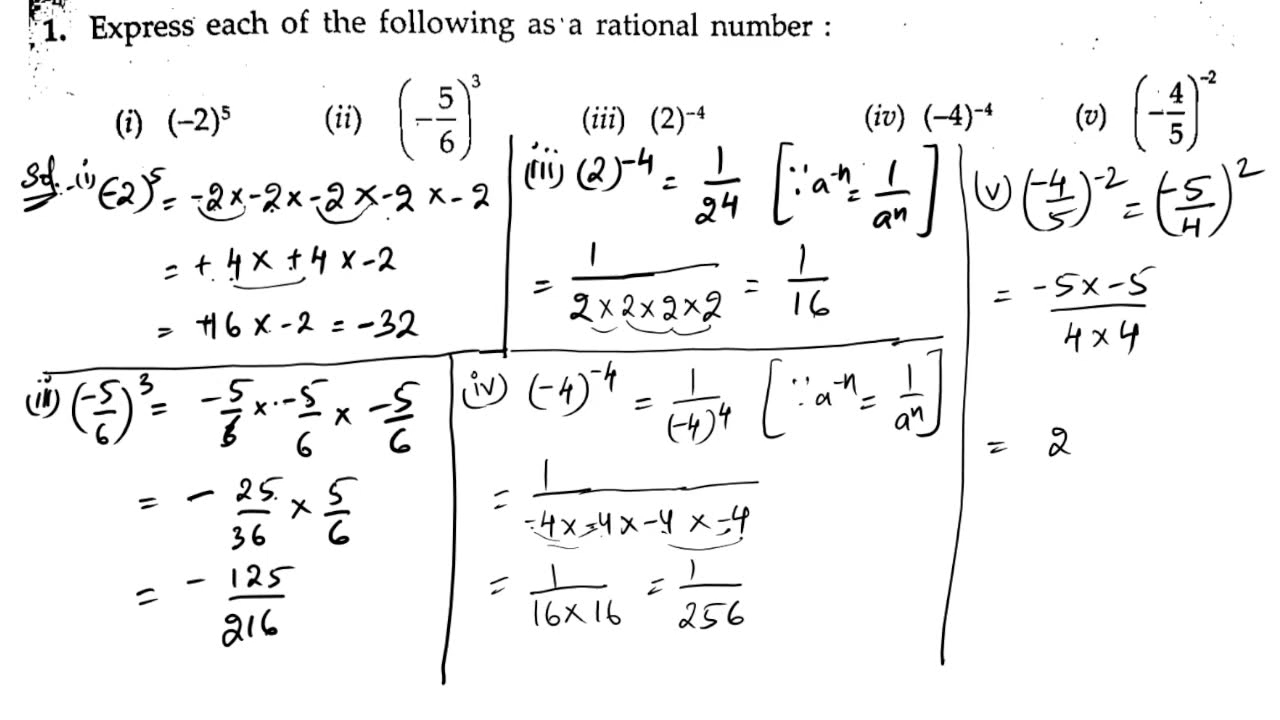 1. Express each of the following as a rational number :
(i) (–2)⁵ (ii) (–5/6)³ (iii) (2)⁻⁴ (iv) (–4)⁻⁴ (v) (–4/5)⁻²
Sol.-(i) (-2)⁵ = -2 x -2 x -2 x -2 x -2
= + 4 x + 4 x -2
= +16 x -2 = -32
(iii) (2)⁻⁴ = 1/2⁴ [∵ a⁻ⁿ = 1/aⁿ]
= 1/(2 x 2 x 2 x 2) = 1/16
(v) (-4/5)⁻² = (-5/4)²
= (-5 x -5)/(4 x 4)
= 2
(ii) (-5/6)³ = -5/6 x -5/6 x -5/6
= - 25/36 x 5/6
= - 125/216
(iv) (-4)⁻⁴ = 1/(-4)⁴ [∵ a⁻ⁿ = 1/aⁿ]
= 1/(-4 x -4 x -4 x -4)
= 1/(16 x 16) = 1/256